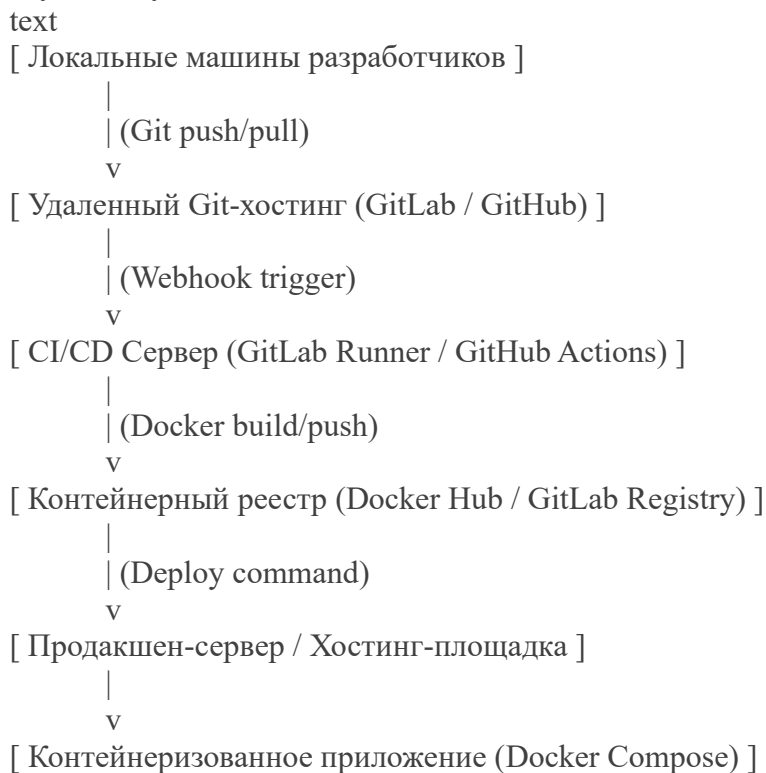 text
[ Локальные машины разработчиков ]
|
| (Git push/pull)
v
[ Удаленный Git-хостинг (GitLab / GitHub) ]
|
| (Webhook trigger)
v
[ CI/CD Сервер (GitLab Runner / GitHub Actions) ]
|
| (Docker build/push)
v
[ Контейнерный реестр (Docker Hub / GitLab Registry) ]
|
| (Deploy command)
v
[ Продакшен-сервер / Хостинг-площадка ]
|
v
[ Контейнеризованное приложение (Docker Compose) ]